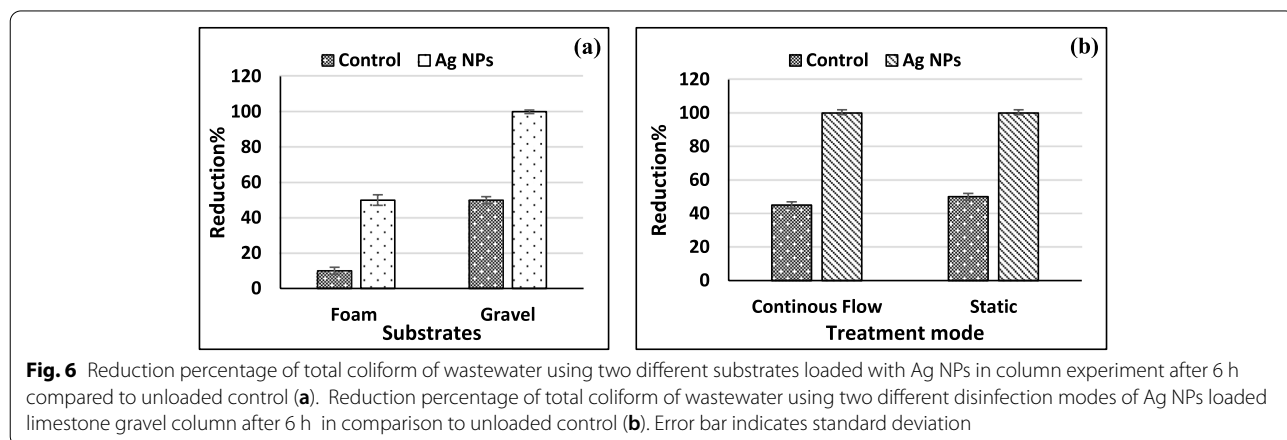 (a)
Control Ag NPs
120
100
80
60
40
20
0
Reduction%
Foam Gravel
Substrates
(b)
Control Ag NPs
120
100
80
60
40
20
0
Reduction%
Continous Flow Static
Treatment mode
Fig. 6 Reduction percentage of total coliform of wastewater using two different substrates loaded with Ag NPs in column experiment after 6 h
compared to unloaded control (a). Reduction percentage of total coliform of wastewater using two different disinfection modes of Ag NPs loaded
limestone gravel column after 6 h in comparison to unloaded control (b). Error bar indicates standard deviation